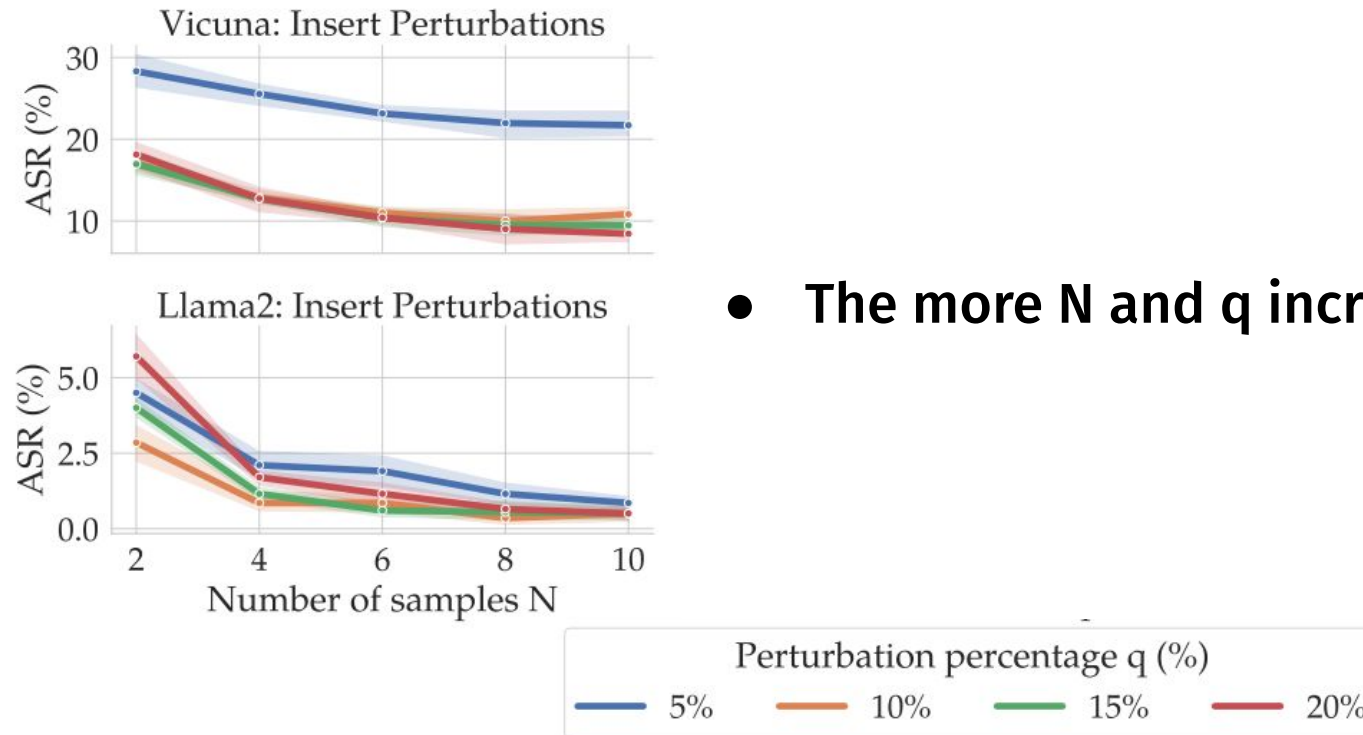 Vicuna: Insert Perturbations
30
20
10
ASR (%)
Llama2: Insert Perturbations
5.0
2.5
0.0
ASR (%)
2 4 6 8 10
Number of samples N
● The more N and q incr
Perturbation percentage q (%)
5% 10% 15% 20%